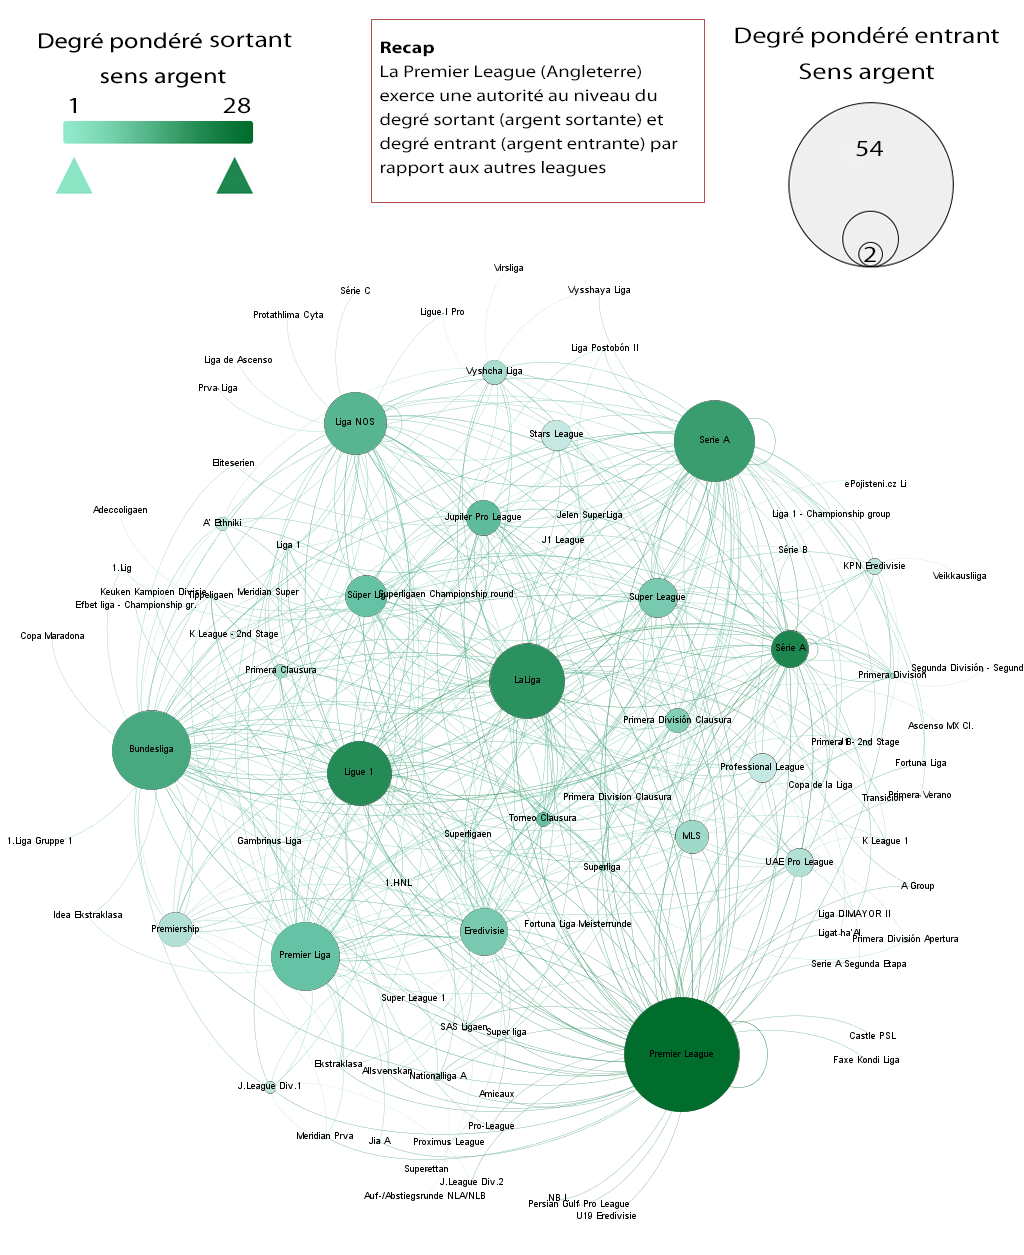 Degré pondéré sortant
sens argent
1
28
Recap
La Premier League (Angleterre)
exerce une autorité au niveau du
degré sortant (argent sortante) et
degré entrant (argent entrante) par
rapport aux autres leagues
Degré pondéré entrant
Sens argent
54
2
Virsliga
Série C
Vysshaya Liga
Protathlima Cyta
Ligue I Pro
Liga Postobón II
Liga de Ascenso
Vyshcha Liga
Prva Liga
Liga NOS
Stars League
Serie A
Eliteserien
ePojisteni.cz Li
Adeccoligaen
A' Ethniki
Jupiler Pro League
Jelen SuperLiga
Liga 1 - Championship group
Liga 1
J1 League
Série B
1.Lig
KPN Eredivisie
Veikkausliiga
Keuken Kampioen Divisie
Tippeligaen
Meridian Super
Süper Lig
Superligaen Championship round
Super League
Efbet liga - Championship gr.
Copa Maradona
K League - 2nd Stage
Série A
Primera Clausura
LaLiga
Primera División
Segunda División - Segund
Primera División Clausura
Ascenso MX Cl.
Bundesliga
Primera B - 2nd Stage
Ligue 1
Professional League
Fortuna Liga
Copa de la Liga
Primera Division Clausura
Transición
Primera Verano
Torneo Clausura
Superligaen
MLS
1.Liga Gruppe 1
Gambrinus Liga
K League 1
Superliga
UAE Pro League
1.HNL
A Group
Idea Ekstraklasa
Liga DIMAYOR II
Premiership
Eredivisie
Fortuna Liga Meisterrunde
Ligat ha'Al
Primera División Apertura
Premier Liga
Serie A Segunda Etapa
Super League 1
SAS Ligaen
Super liga
Castle PSL
Premier League
Faxe Kondi Liga
Ekstraklasa
Allsvenskan
Nationalliga A
J.League Div.1
Amicaux
Pro-League
Meridian Prva
Jia A
Proximus League
Superettan
J.League Div.2
Auf-/Abstiegsrunde NLA/NLB
NB I
Persian Gulf Pro League
U19 Eredivisie